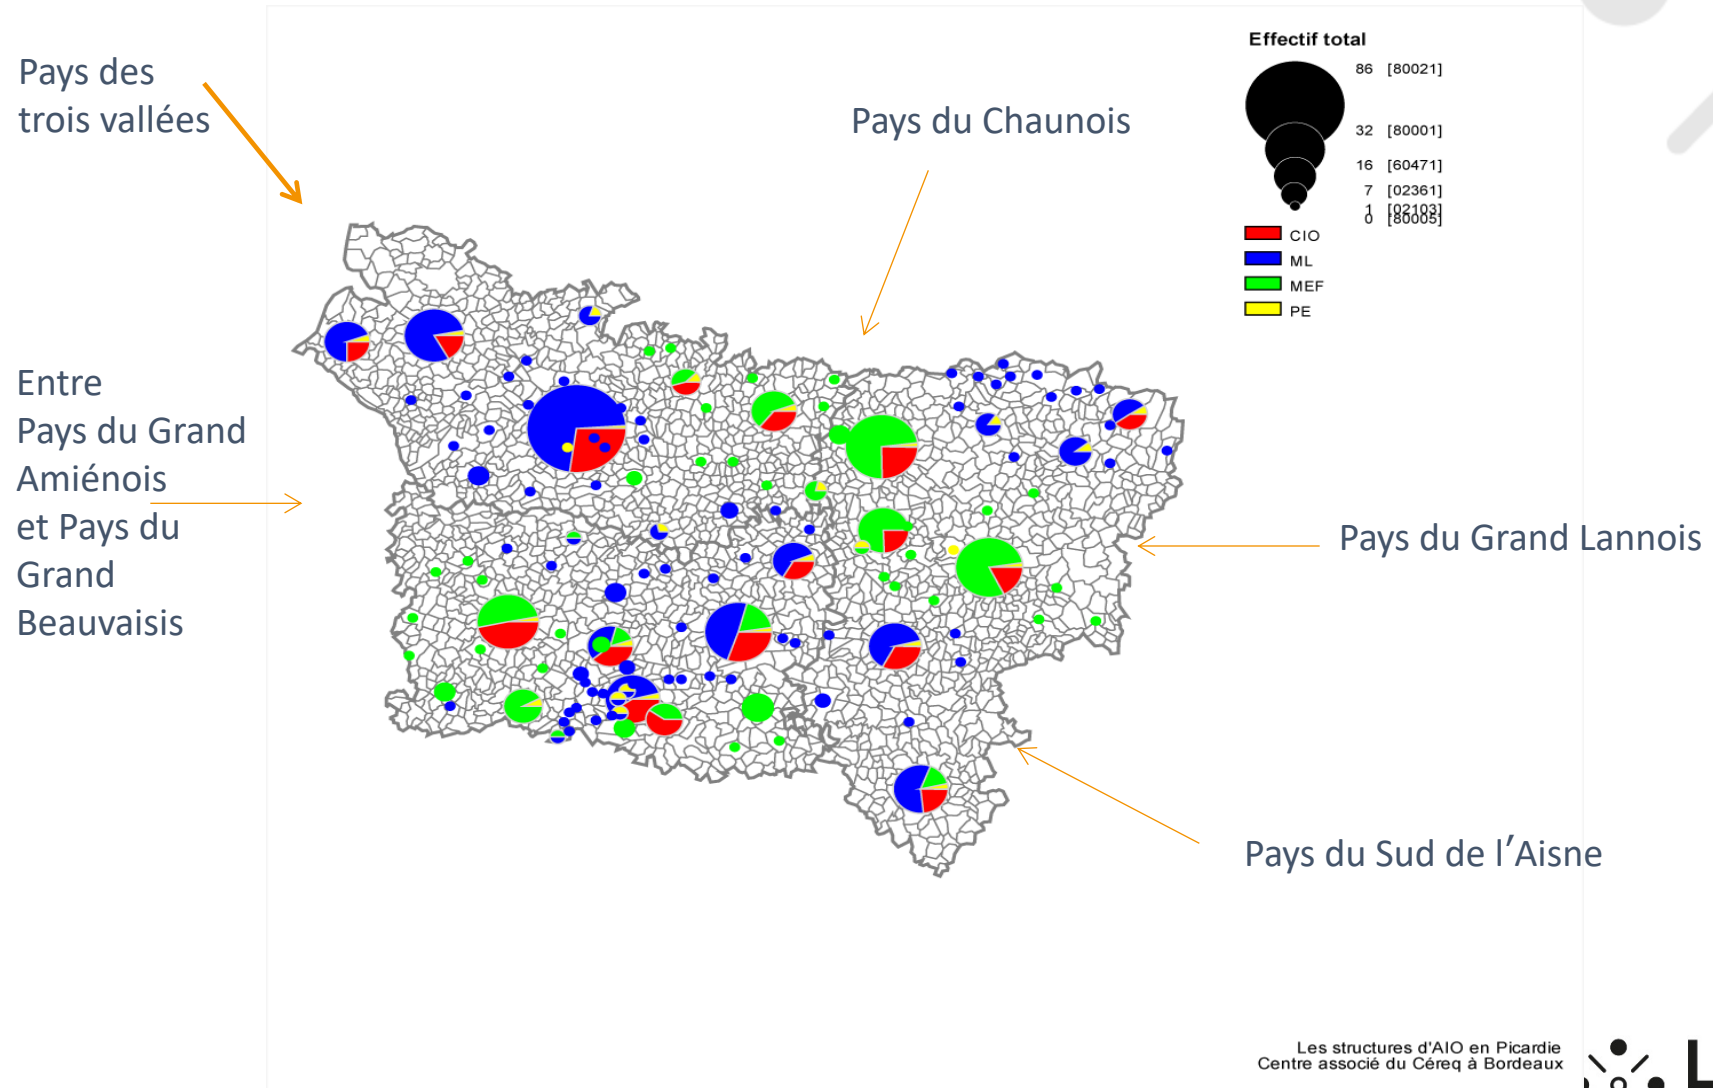 Pays des
trois vallées
Pays du Chaunois
Effectif total
86 [80021]
32 [80001]
16 [60471]
7 [02361]
1 [02103]
0 [80005]
CIO
ML
MEF
PE
Entre
Pays du Grand
Amiénois
et Pays du
Grand
Beauvaisis
Pays du Grand Lannois
Pays du Sud de l’Aisne
Les structures d'AIO en Picardie
Centre associé du Céreq à Bordeaux
L